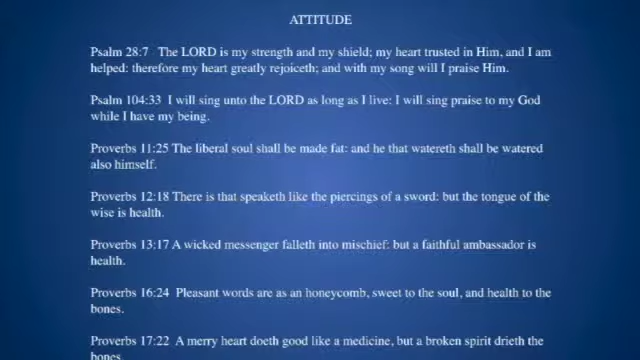 ATTITUDE
Psalm 28:7 The LORD is my strength and my shield; my heart trusted in Him, and I am
helped: therefore my heart greatly rejoiceth; and with my song will I praise Him.
Psalm 104:33 I will sing unto the LORD as long as I live: I will sing praise to my God
while I have my being.
Proverbs 11:25 The liberal soul shall be made fat: and he that watereth shall be watered
also himself.
Proverbs 12:18 There is that speaketh like the piercings of a sword: but the tongue of the
wise is health.
Proverbs 13:17 A wicked messenger falleth into mischief: but a faithful ambassador is
health.
Proverbs 16:24 Pleasant words are as an honeycomb, sweet to the soul, and health to the
bones.
Proverbs 17:22 A merry heart doeth good like a medicine, but a broken spirit drieth the
bones.